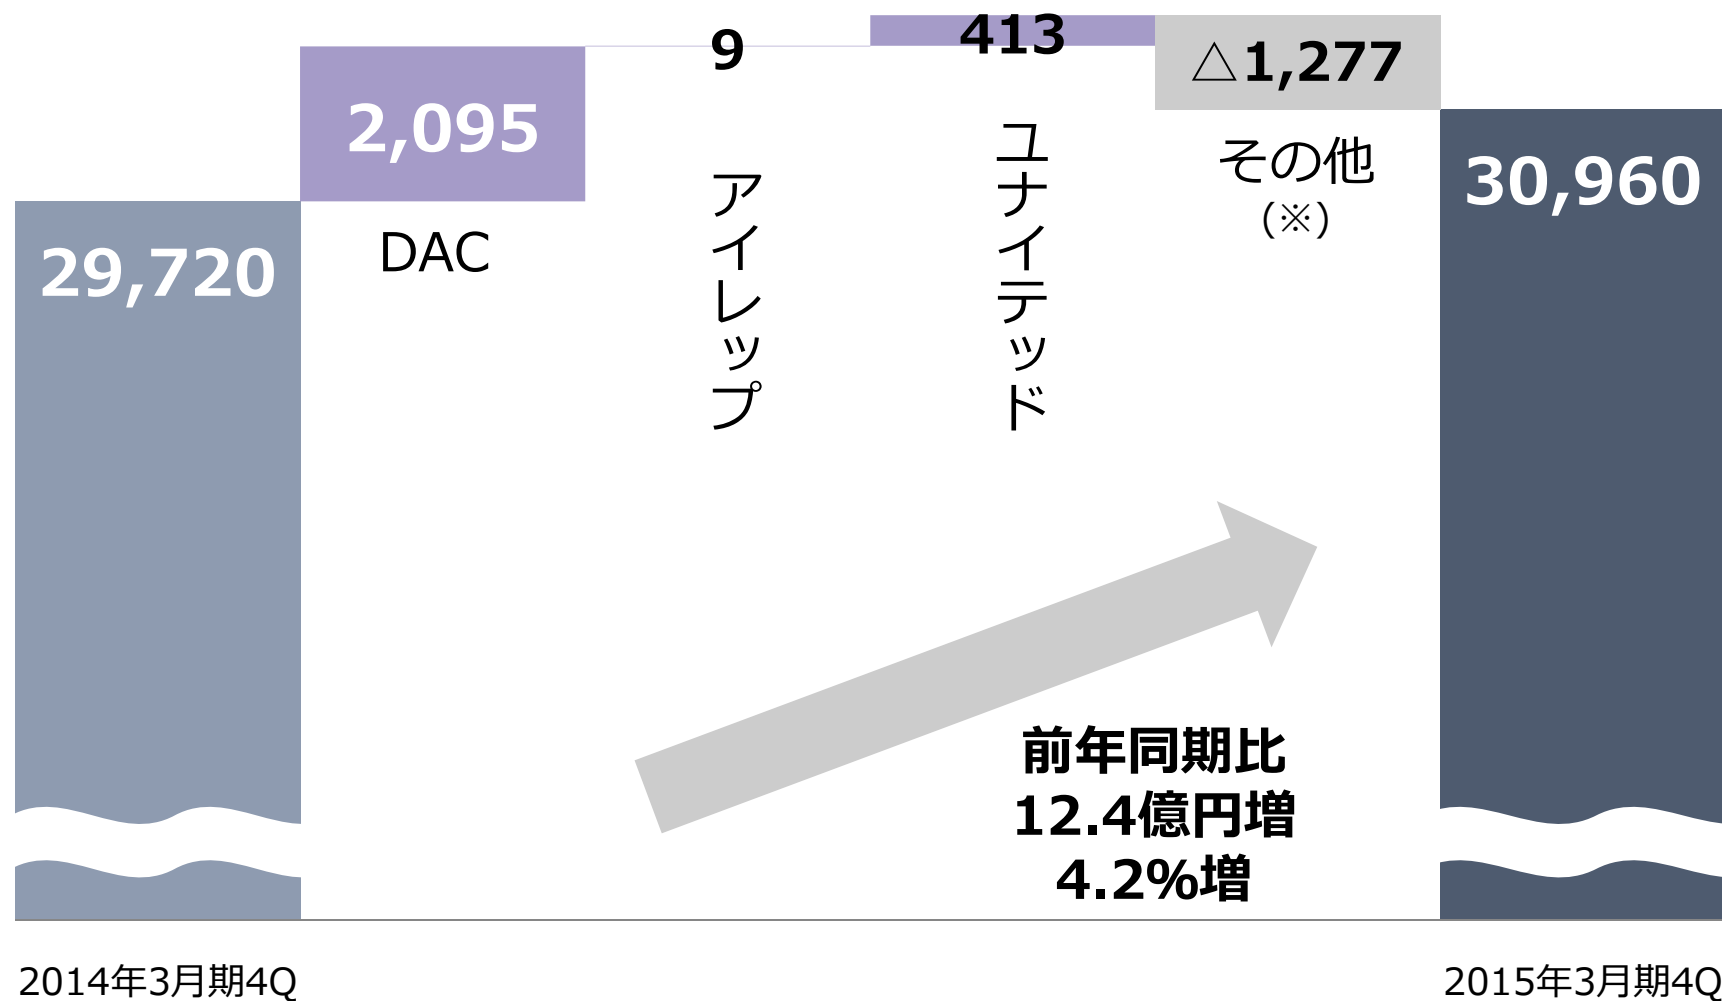 29,720
2,095
DAC
9
アイレップ
413
ユナイテッド
△1,277
その他
(※)
30,960
前年同期比
12.4億円増
4.2%増
2014年3月期4Q
2015年3月期4Q